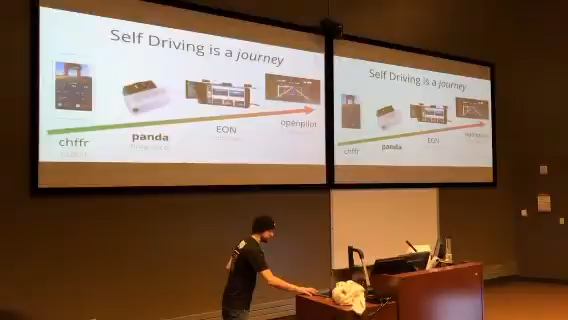 Self Driving is a journey
chffr
panda
EON
openpilot
Self Driving is a journey
chffr
panda
EON